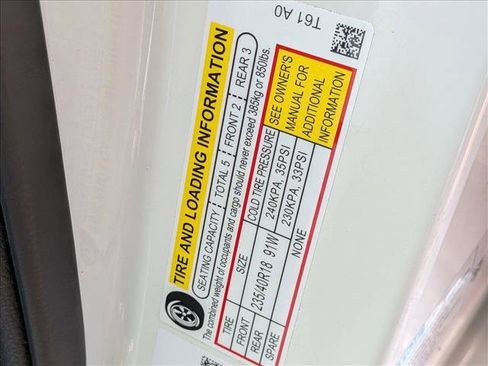 T61 A0
TIRE AND LOADING INFORMATION
SEATING CAPACITY TOTAL 5 FRONT 2 REAR 3
The combined weight of occupants and cargo should never exceed 385kg or 850lbs.
TIRE SIZE COLD TIRE PRESSURE
FRONT 235/40R18 91W 240KPA, 35PSI
REAR 230KPA, 33PSI
SPARE NONE
SEE OWNER'S
MANUAL FOR
ADDITIONAL
INFORMATION